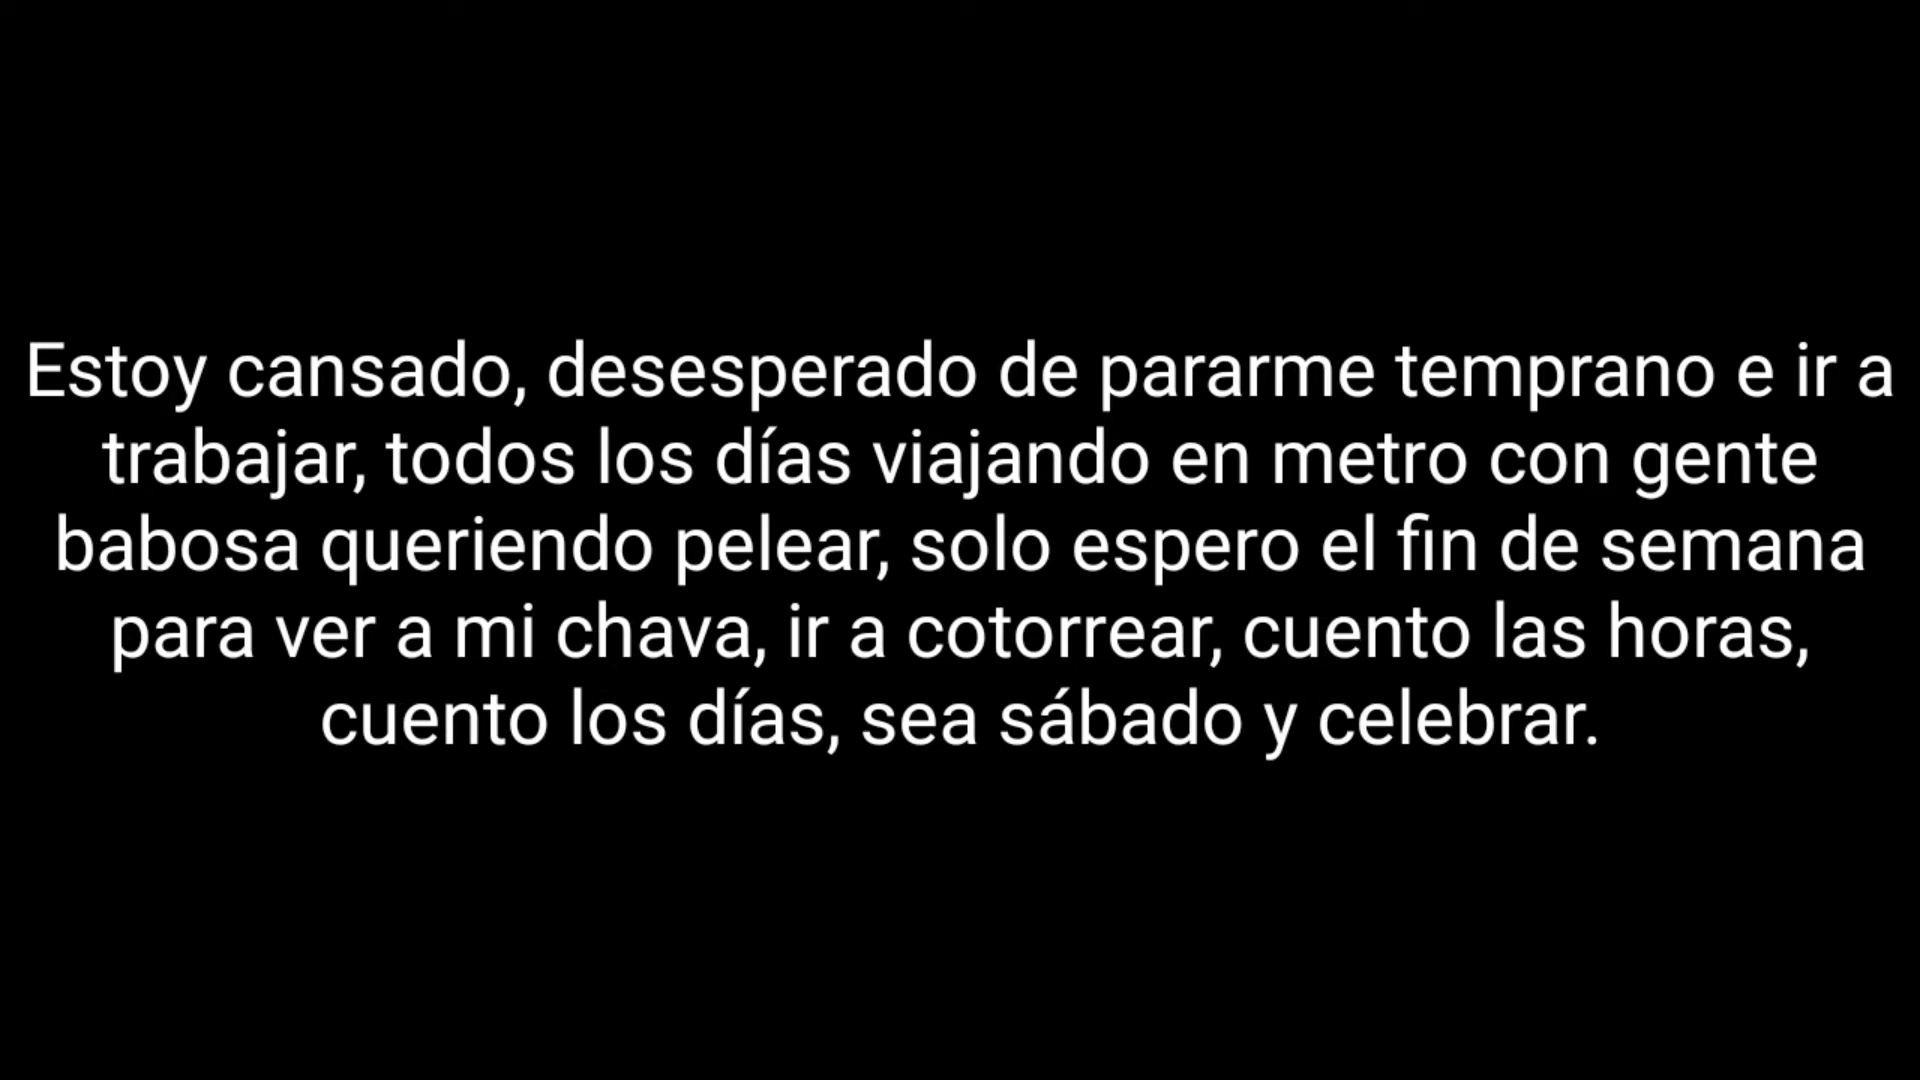 Estoy cansado, desesperado de pararme temprano e ir a
trabajar, todos los días viajando en metro con gente
babosa queriendo pelear, solo espero el fin de semana
para ver a mi chava, ir a cotorrear, cuento las horas,
cuento los días, sea sábado y celebrar.